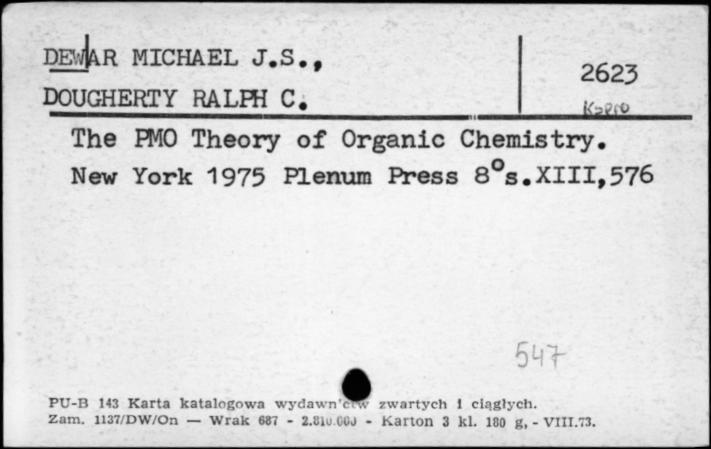 DEWAR MICHAEL J.S.,
2623
DOUGHERTY RALPH C.
The PMO Theory of Organic Chemistry.
New York 1975 Plenum Press 8°s.XIII,576
547
PU-B 143 Karta katalogowa wydawn'ctw zwartych i ciągłych.
Zam. 1137/DW/On — Wrak 687 - 2.810.000 - Karton 3 kl. 180 g, - VIII.73.